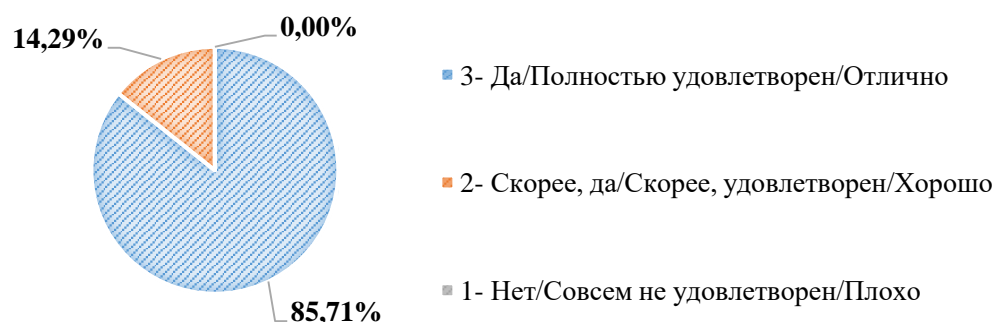 14,29%
0,00%
85,71%
3- Да/Полностью удовлетворен/Отлично
2- Скорее, да/Скорее, удовлетворен/Хорошо
1- Нет/Совсем не удовлетворен/Плохо